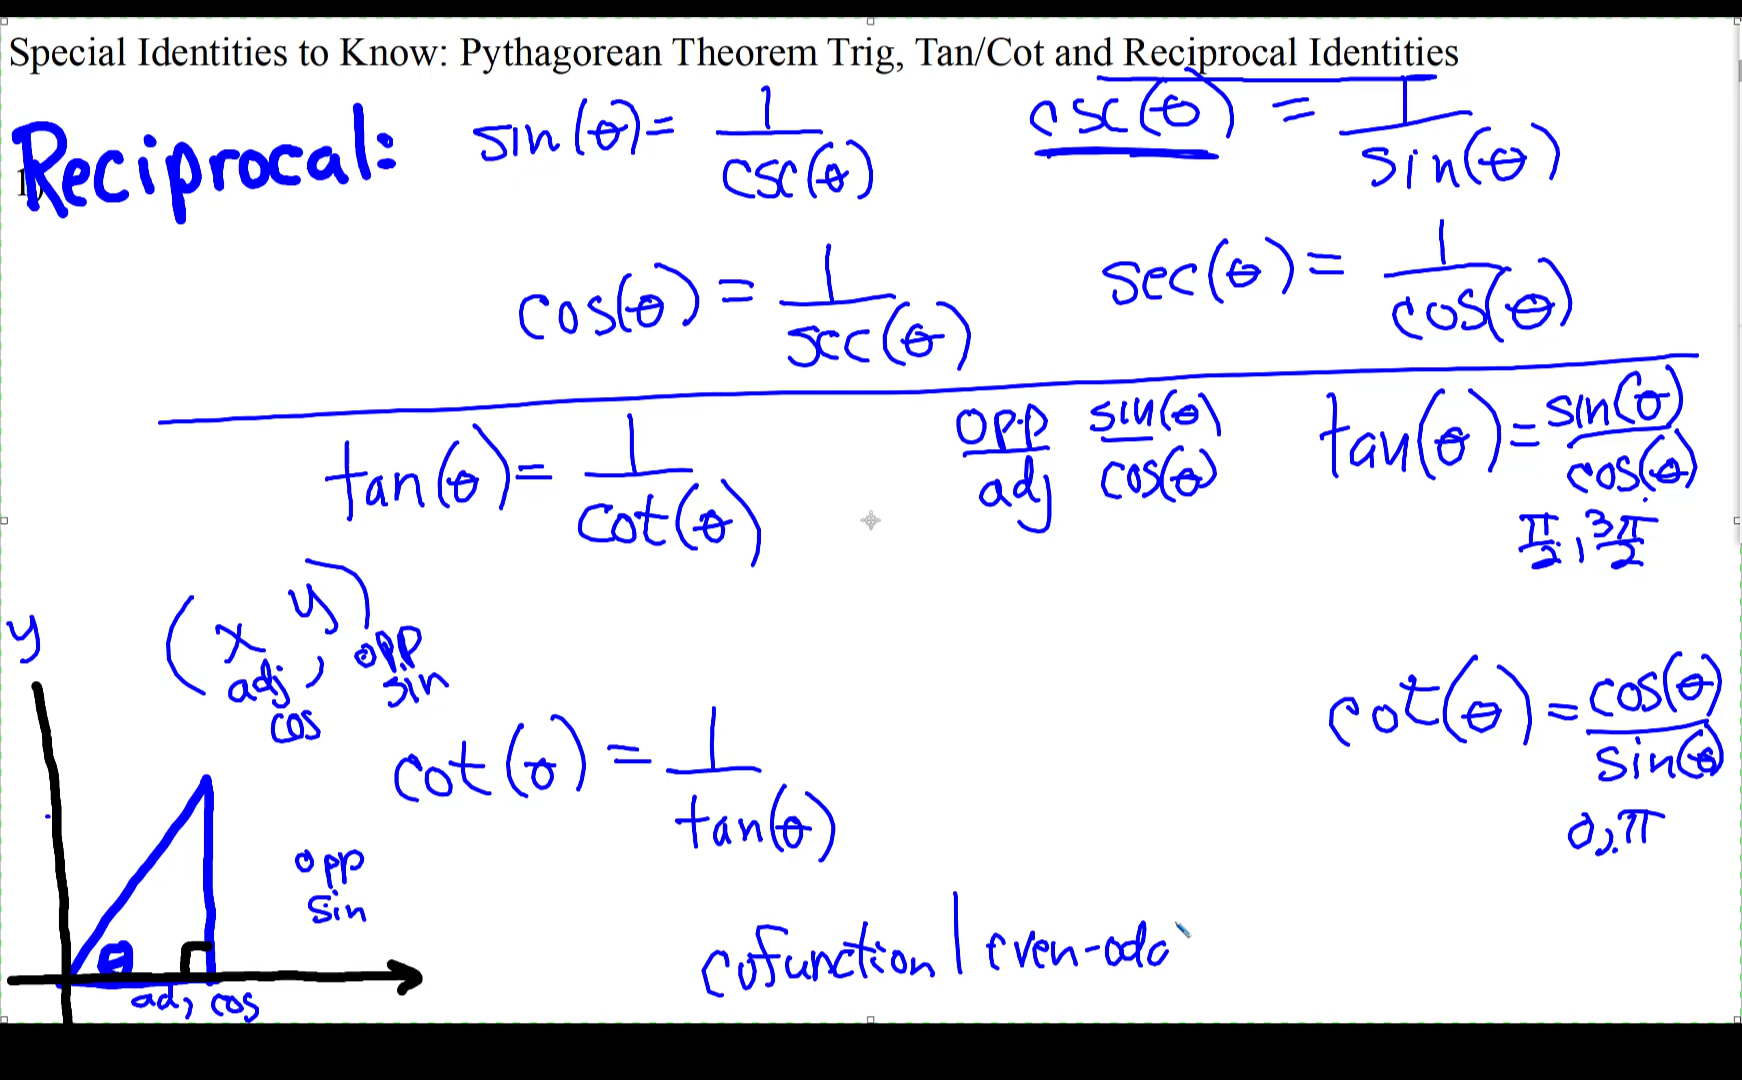 Special Identities to Know: Pythagorean Theorem Trig, Tan/Cot and Reciprocal Identities
Reciprocal:
sin(θ) = 1/csc(θ)
csc(θ) = 1/sin(θ)
cos(θ) = 1/sec(θ)
sec(θ) = 1/cos(θ)
tan(θ) = 1/cot(θ)
opp/adj
sin(θ)/cos(θ)
tan(θ) = sin(θ)/cos(θ)
π/2, 3π/2
y
(x, y)
adj opp
cos sin
cot(θ) = 1/tan(θ)
cot(θ) = cos(θ)/sin(θ)
0, π
opp
sin
θ
adj cos
cofunction | even-odd